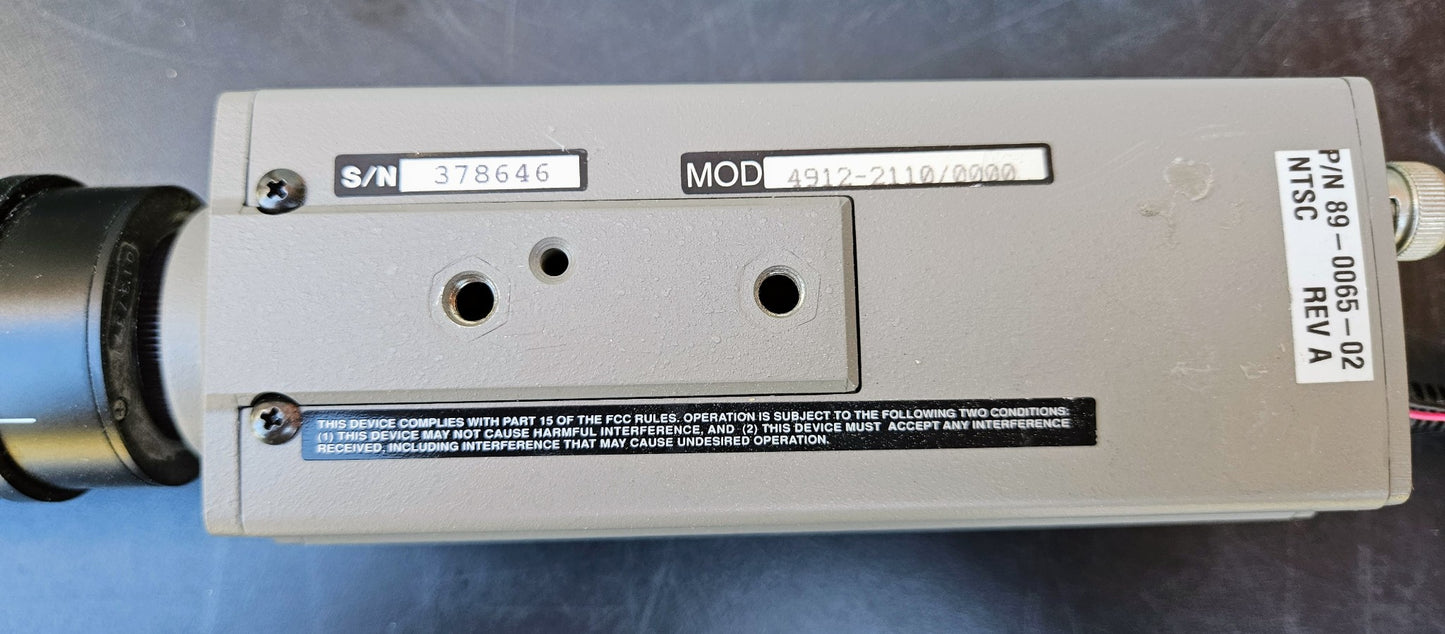 S/N 378646
MOD 4912-2110/0000
P/N 89-0065-02
NTSC REV A
THIS DEVICE COMPLIES WITH PART 15 OF THE FCC RULES. OPERATION IS SUBJECT TO THE FOLLOWING TWO CONDITIONS:
(1) THIS DEVICE MAY NOT CAUSE HARMFUL INTERFERENCE, AND (2) THIS DEVICE MUST ACCEPT ANY INTERFERENCE
RECEIVED, INCLUDING INTERFERENCE THAT MAY CAUSE UNDESIRED OPERATION.